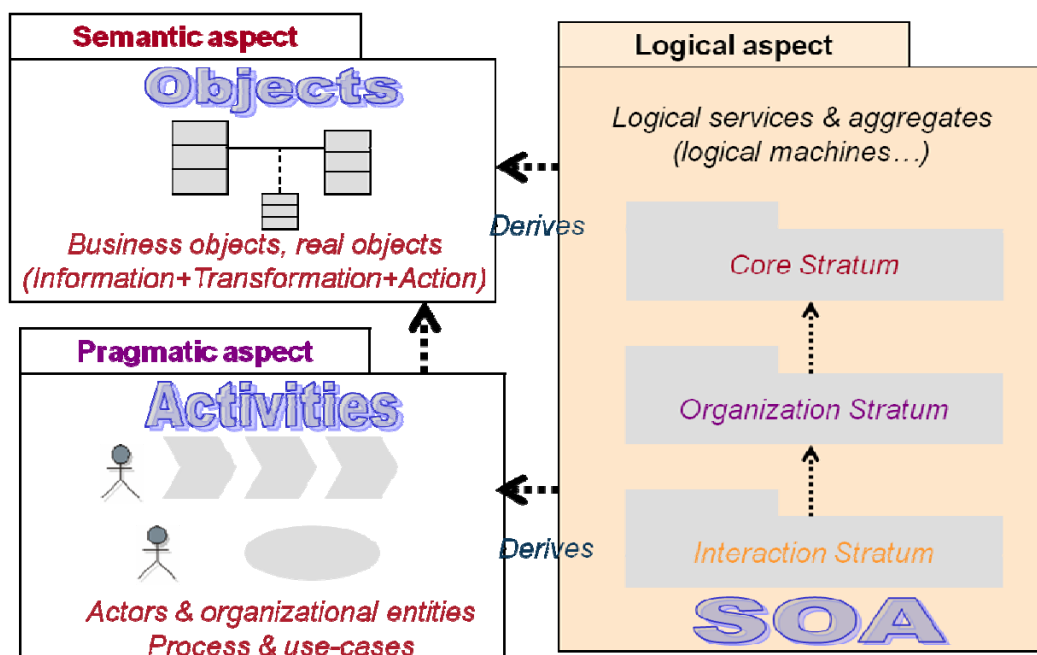 Semantic aspect
Objects
Business objects, real objects
(Information+Transformation+Action)
Pragmatic aspect
Activities
Actors & organizational entities
Process & use-cases
Derives
Derives
Logical aspect
Logical services & aggregates
(logical machines…)
Core Stratum
Organization Stratum
Interaction Stratum
SOA